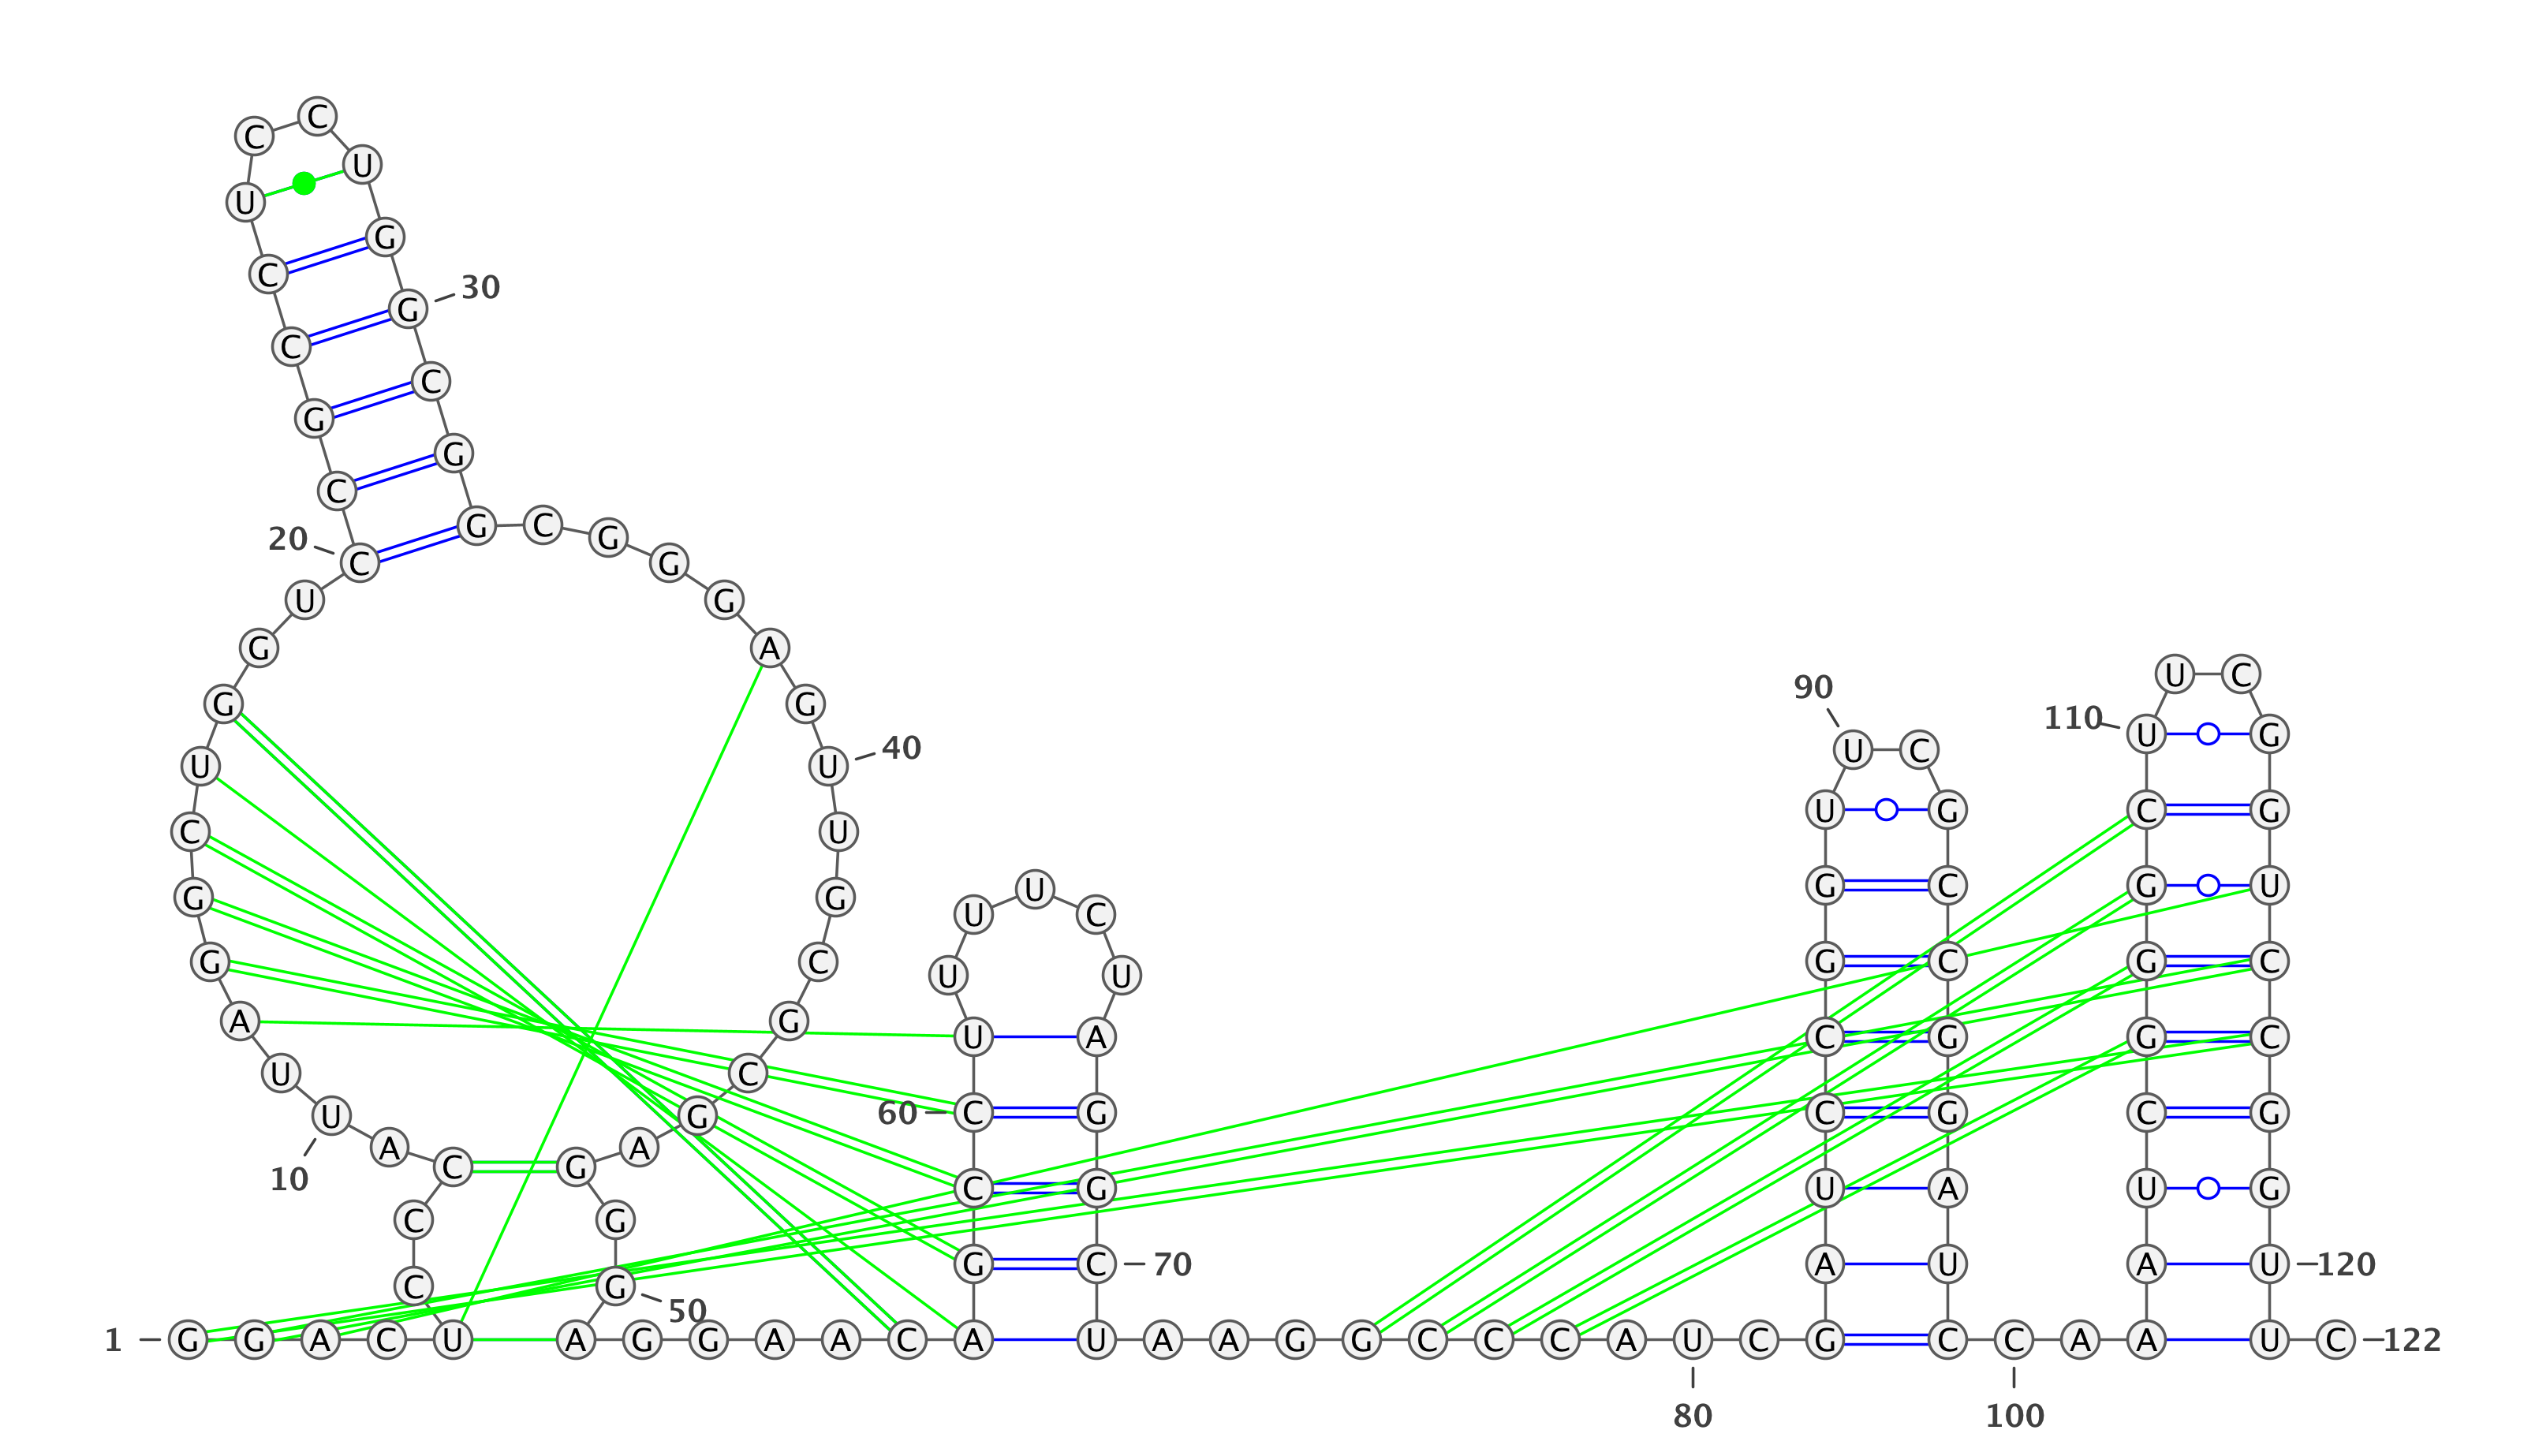 1
G G A C U
C C C A
10
U U A G G C U G G U
20
C C G C C U C C U G
30
G C G G C G G G A G
40
U U G C G C G A G G
50
G A G G A A C A G C
60
C U U U U C U A G G
70
C U A A G G C C C A
80
U C G A U C C G G U
90
U C G C C G G A U C
100
C A A A U C G G G C
110
U U C G G U C C G G
120
U U C
122